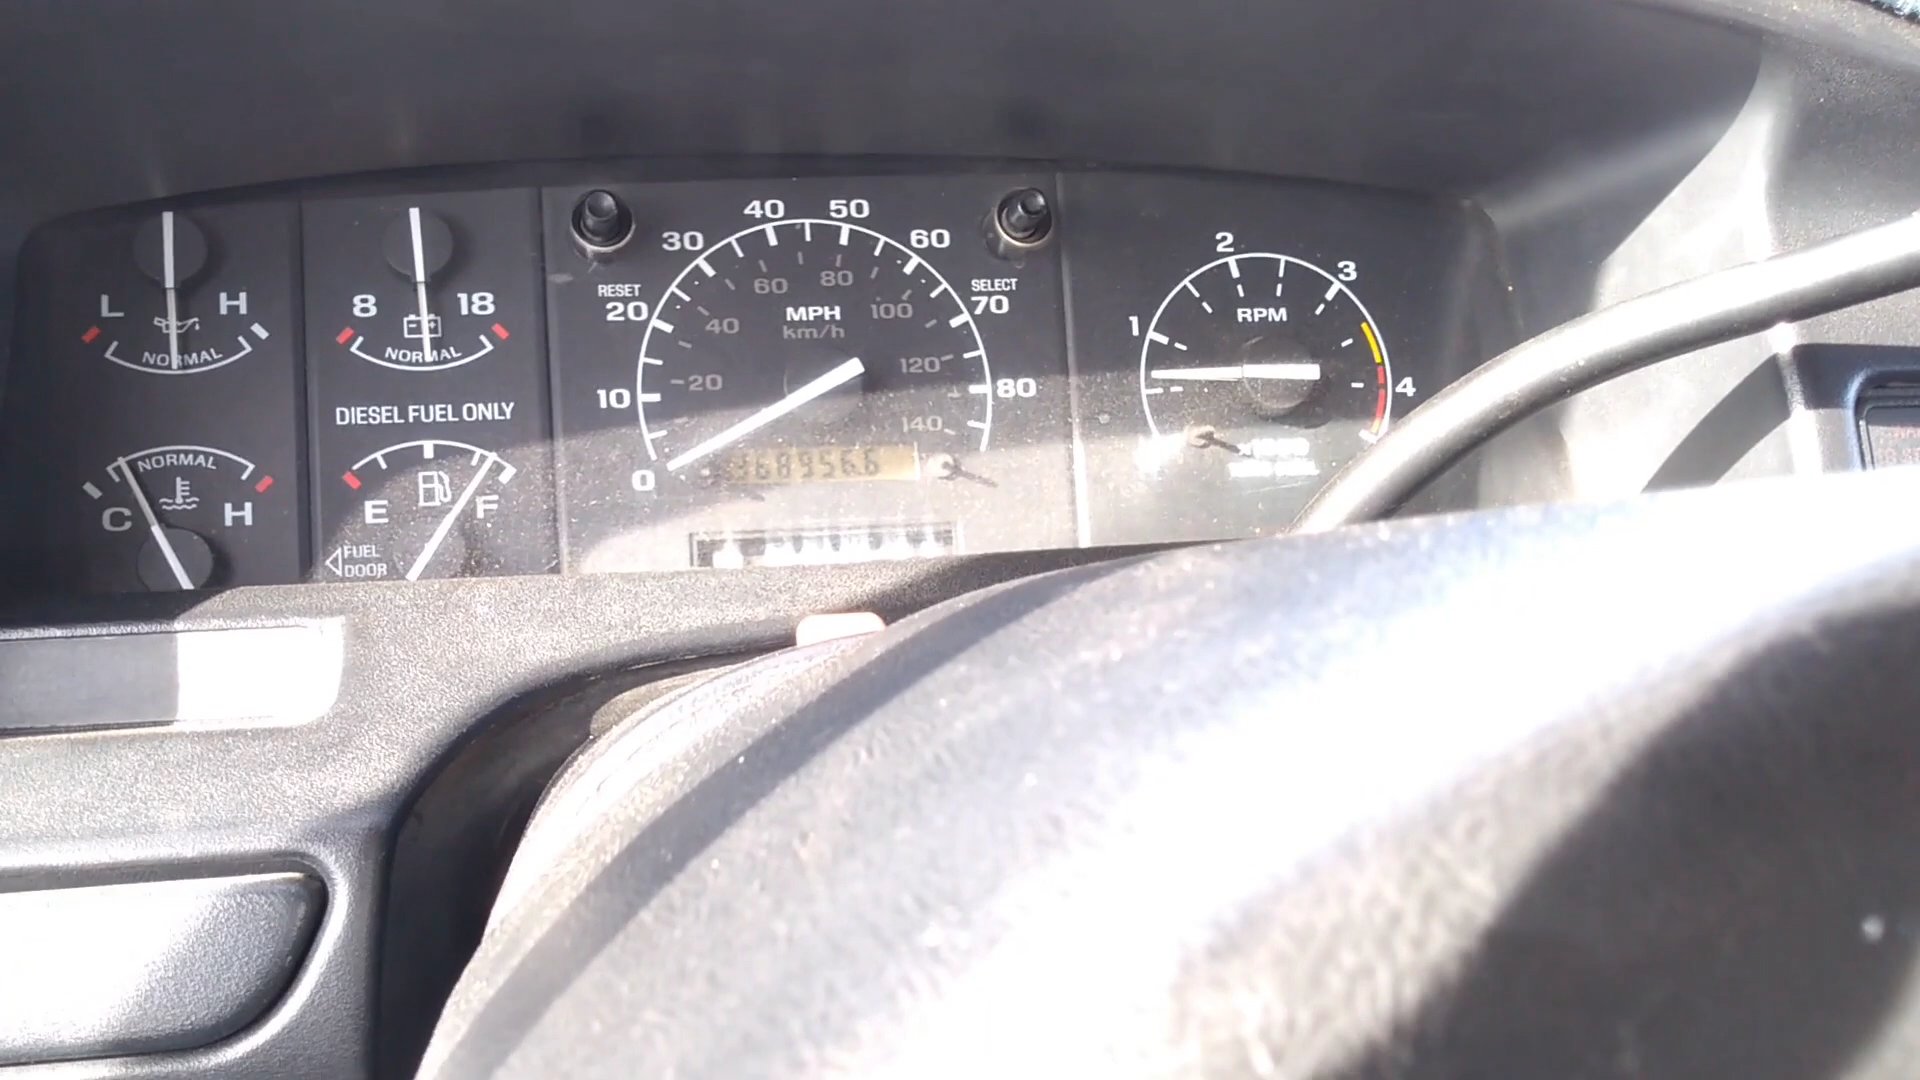 L H
NORMAL
8 18
NORMAL
DIESEL FUEL ONLY
NORMAL
C H
E F
FUEL
DOOR
RESET
SELECT
0 10 20 30 40 50 60 70 80
20 40 60 80 100 120 140
MPH
km/h
1 2 3 4
RPM